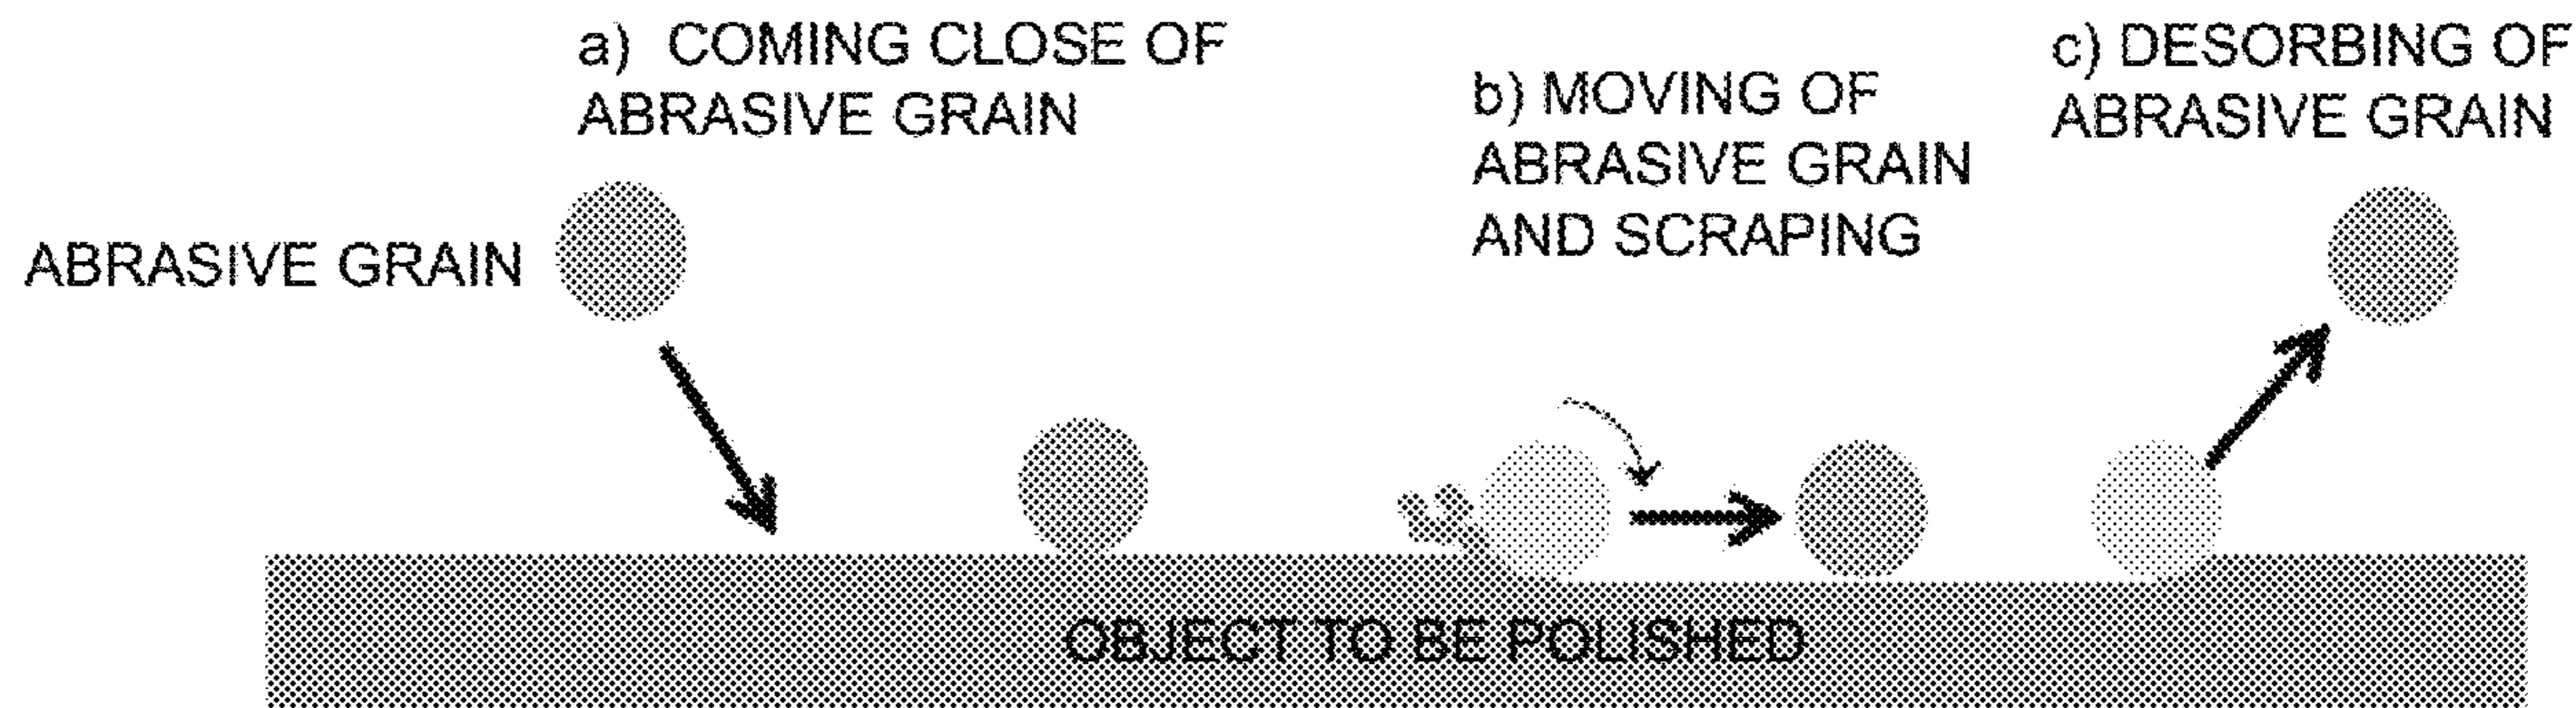 a) COMING CLOSE OF
ABRASIVE GRAIN
b) MOVING OF
ABRASIVE GRAIN
AND SCRAPING
c) DESORBING OF
ABRASIVE GRAIN
ABRASIVE GRAIN
OBJECT TO BE POLISHED